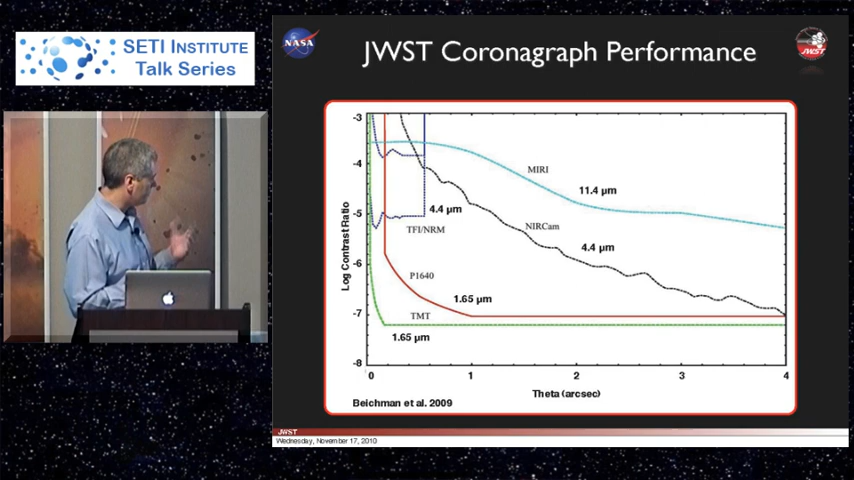 SETI INSTITUTE
Talk Series
NASA
JWST Coronagraph Performance
JWST
-3
-4
-5
-6
-7
-8
Log Contrast Ratio
MIRI
11.4 µm
4.4 µm
TFI/NRM
NIRCam
4.4 µm
P1640
1.65 µm
TMT
1.65 µm
0 1 2 3 4
Theta (arcsec)
Beichman et al. 2009
JWST
Wednesday, November 17, 2010